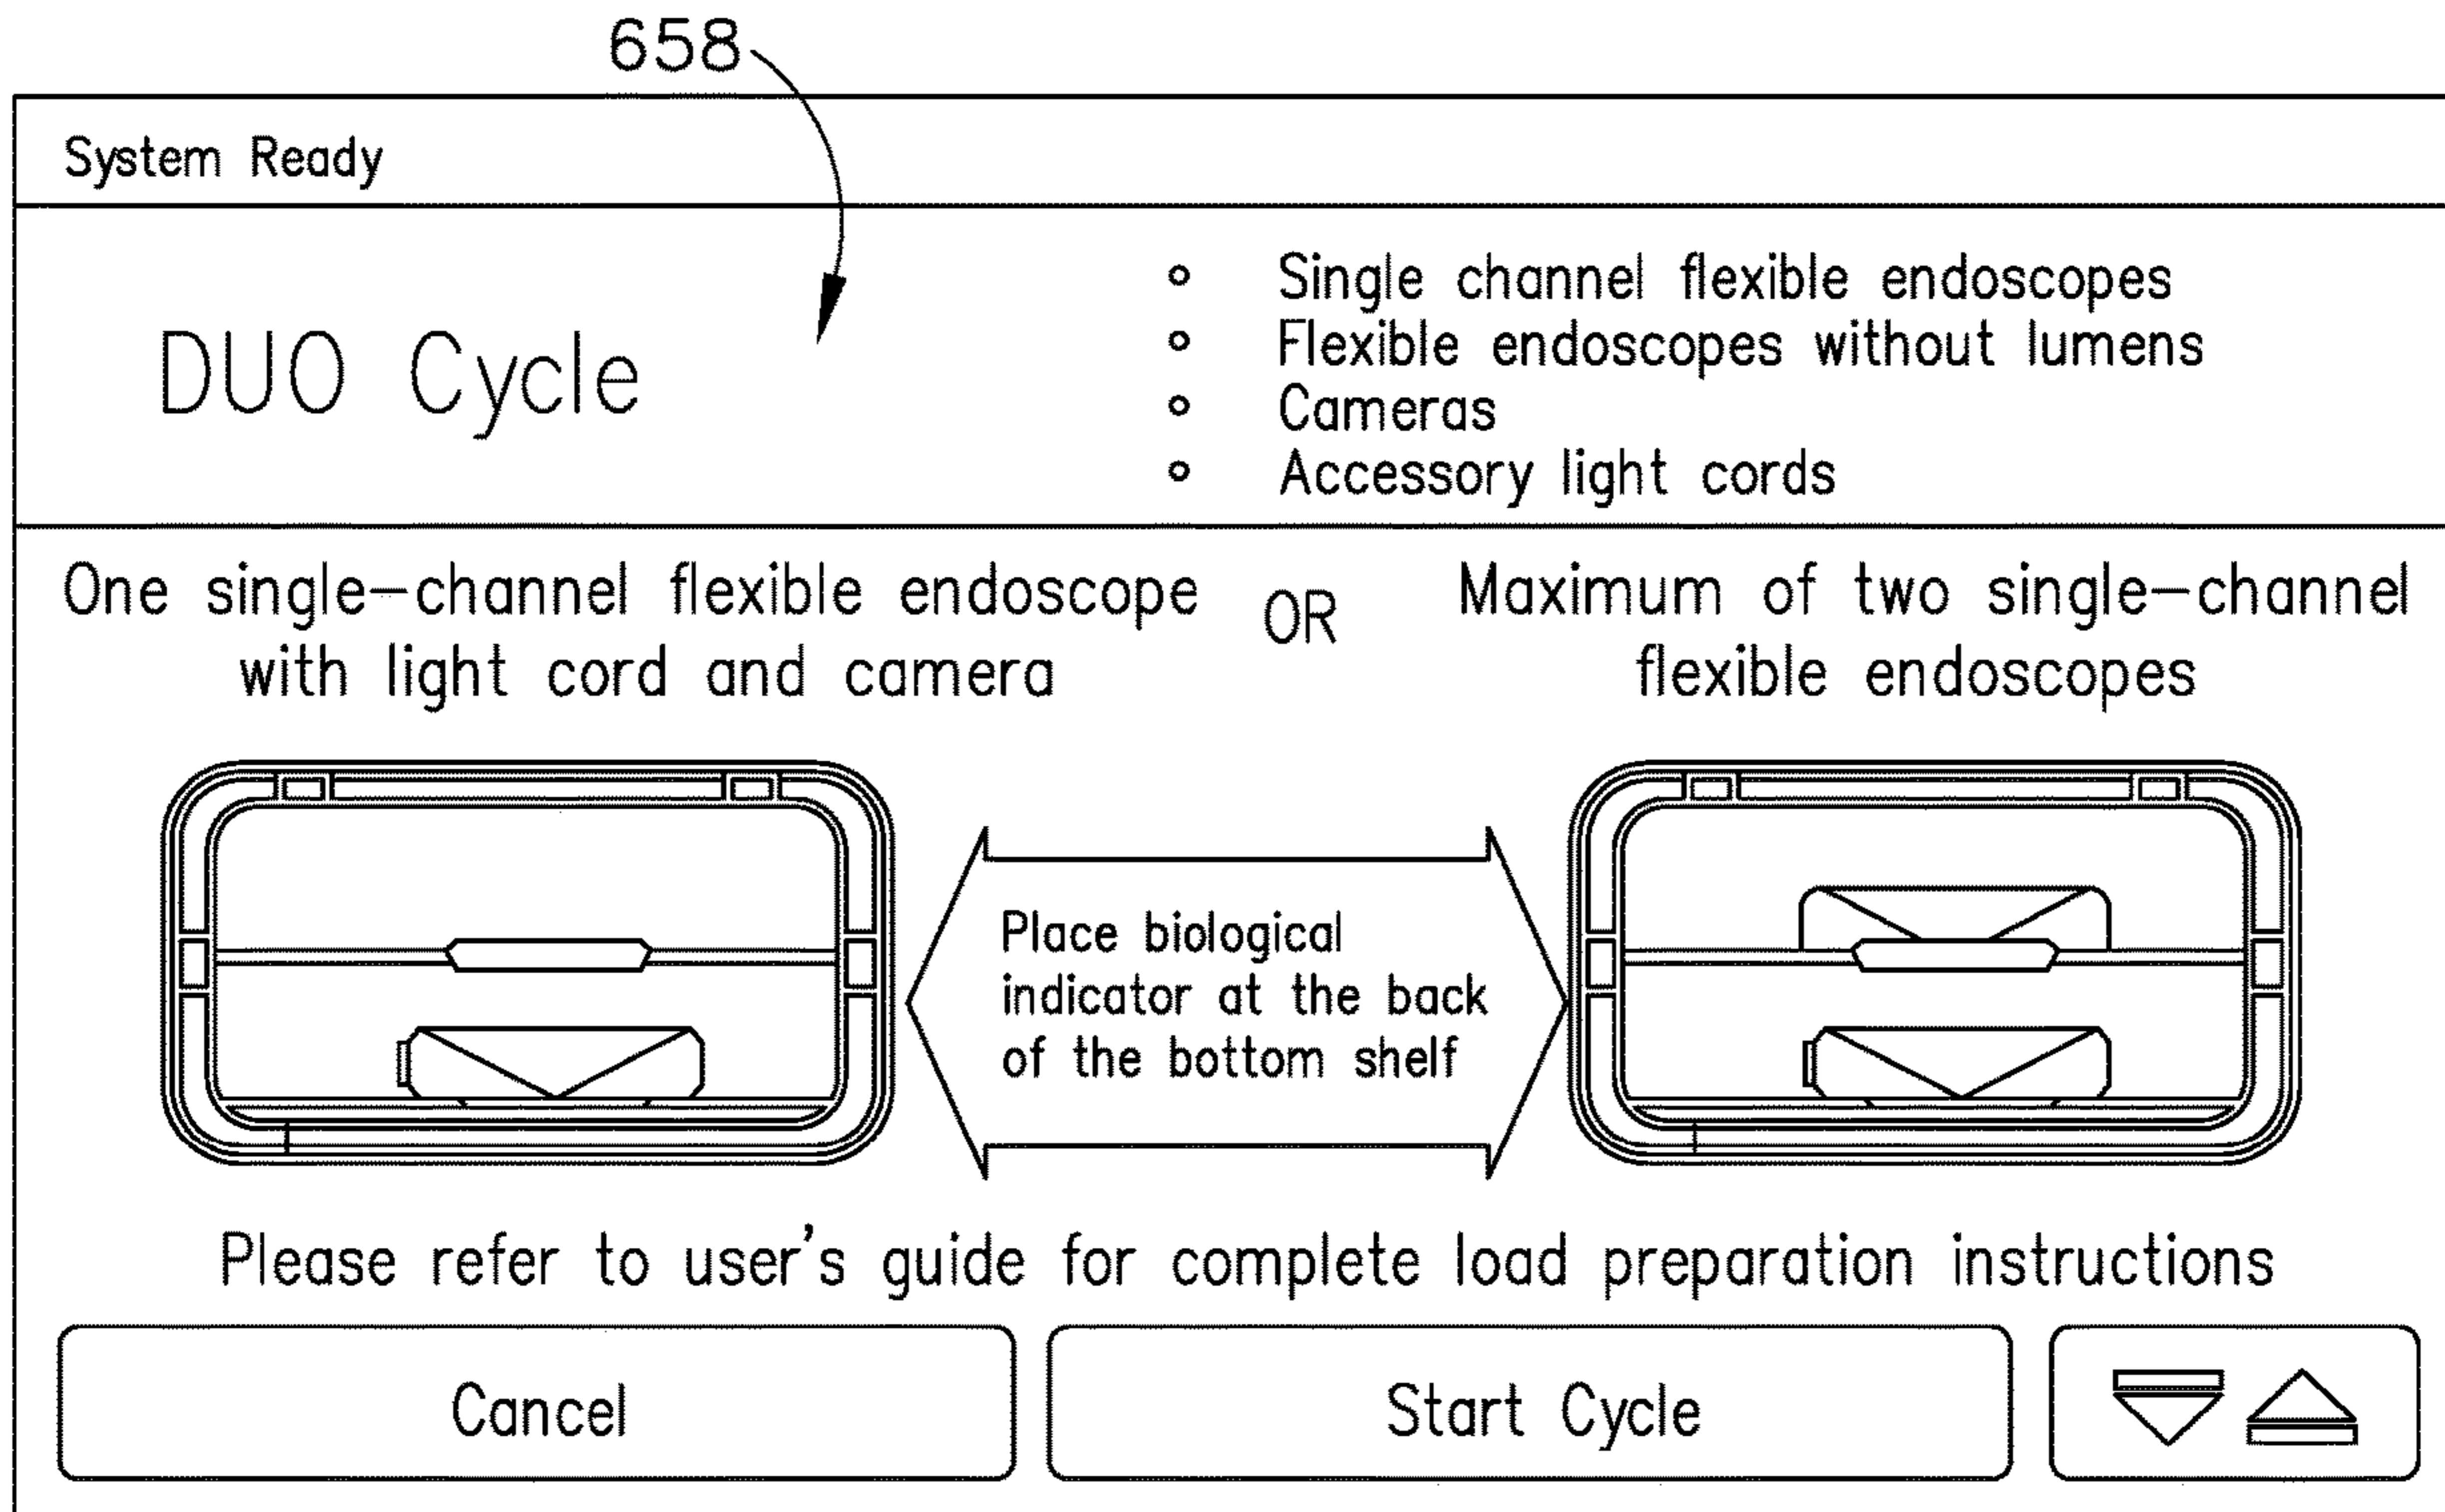 658
System Ready
DUO Cycle
Single channel flexible endoscopes
Flexible endoscopes without lumens
Cameras
Accessory light cords
One single-channel flexible endoscope
with light cord and camera
OR
Maximum of two single-channel
flexible endoscopes
Place biological
indicator at the back
of the bottom shelf
Please refer to user's guide for complete load preparation instructions
Cancel
Start Cycle